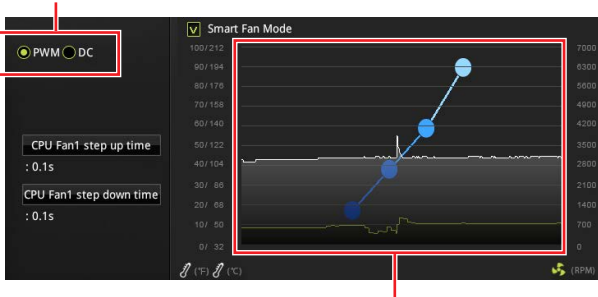 V Smart Fan Mode
PWM DC
100/212 7000
90/194 6300
80/176 5600
70/158 4900
60/140 4200
50/122 3500
40/104 2800
30/ 86 2100
20/ 68 1400
10/ 50 700
0/ 32 0
CPU Fan1 step up time
: 0.1s
CPU Fan1 step down time
: 0.1s
(°F) (°C) (RPM)